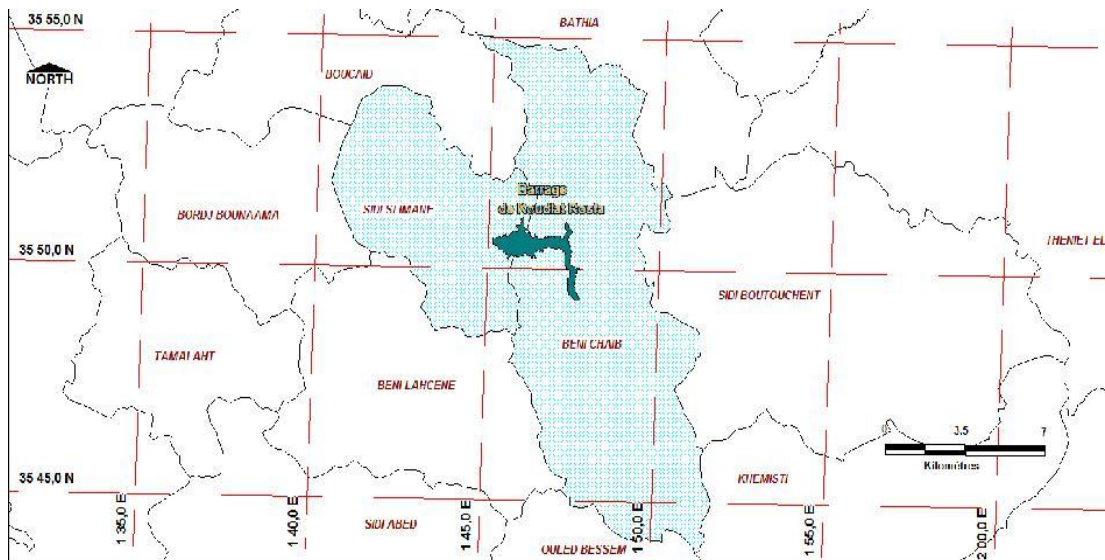 35 55,0 N
BATHIA
NORTH
BOUCAID
Barrage
de Koudiat Rosfa
BORDJ BOUNAAMA
SIDI SLIMANE
35 50,0 N
THENIET EL
SIDI BOUTOUCHENT
TAMALAHT
BENI CHAIB
BENI LAHCENE
0 3.5 7
Kilométres
35 45,0 N
KHEMISTI
SIDI ABED
OULED BESSEM
1 35,0 E
1 40,0 E
1 45,0 E
1 50,0 E
1 55,0 E
00,0 E